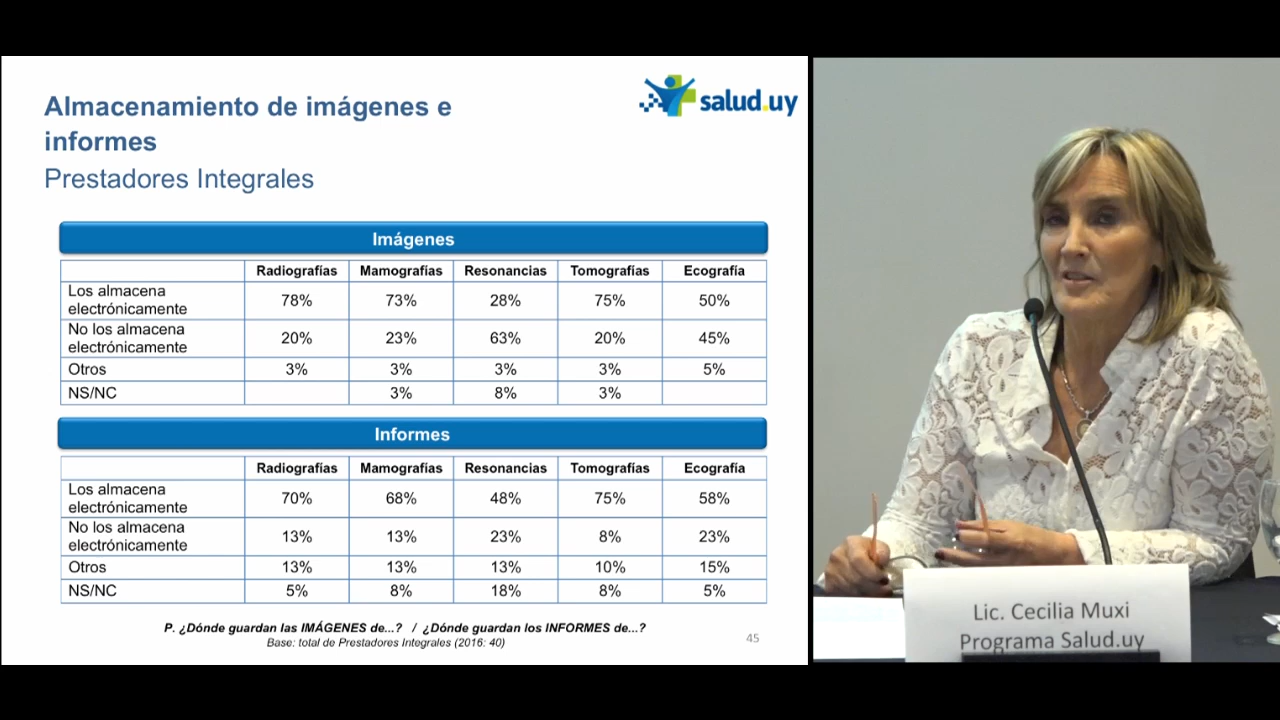 Almacenamiento de imágenes e
informes
Prestadores Integrales
salud.uy
Imágenes
Radiografías Mamografías Resonancias Tomografías Ecografía
Los almacena
electrónicamente 78% 73% 28% 75% 50%
No los almacena
electrónicamente 20% 23% 63% 20% 45%
Otros 3% 3% 3% 3% 5%
NS/NC 3% 8% 3%
Informes
Radiografías Mamografías Resonancias Tomografías Ecografía
Los almacena
electrónicamente 70% 68% 48% 75% 58%
No los almacena
electrónicamente 13% 13% 23% 8% 23%
Otros 13% 13% 13% 10% 15%
NS/NC 5% 8% 18% 8% 5%
P. ¿Dónde guardan las IMÁGENES de...? / ¿Dónde guardan los INFORMES de...?
Base: total de Prestadores Integrales (2016: 40)
45
Lic. Cecilia Muxi
Programa Salud.uy